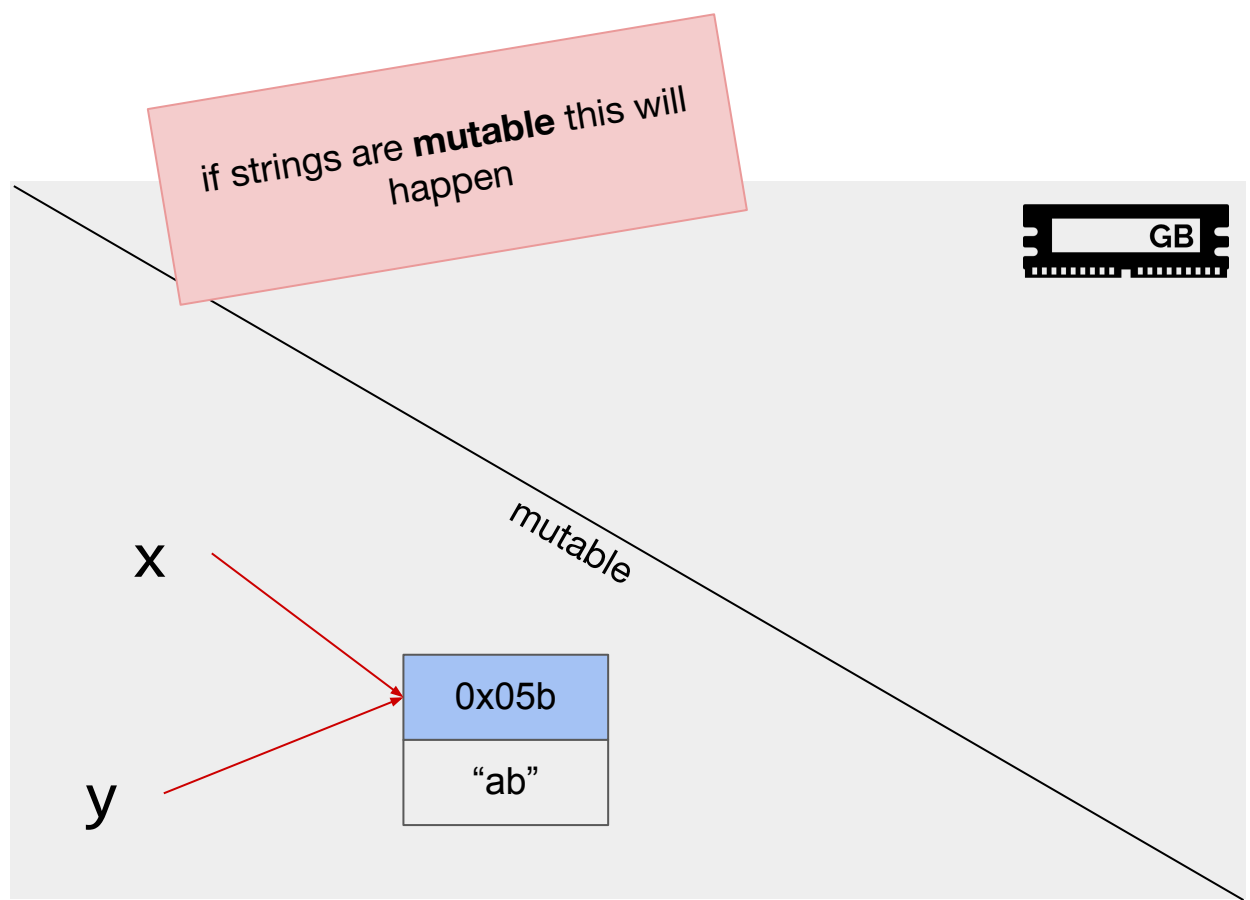 if strings are mutable this will
happen
GB
mutable
x
0x05b
“ab”
y